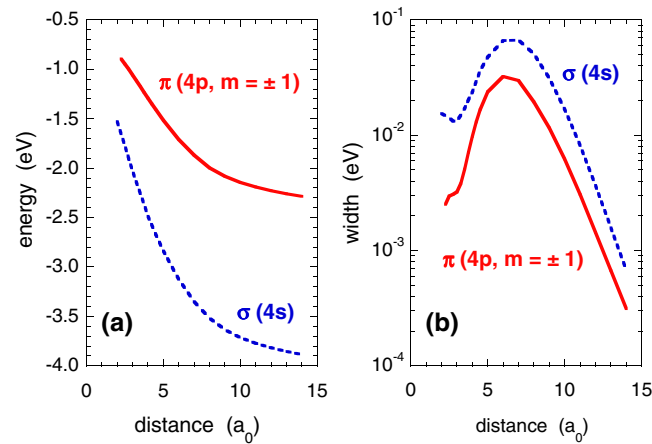 -0.5
-1.0
-1.5
-2.0
-2.5
-3.0
-3.5
-4.0
energy (eV)
π (4p, m = ± 1)
σ (4s)
(a)
0 5 10 15
distance (a0)
10-1
10-2
10-3
10-4
width (eV)
σ (4s)
π (4p, m = ± 1)
(b)
0 5 10 15
distance (a0)